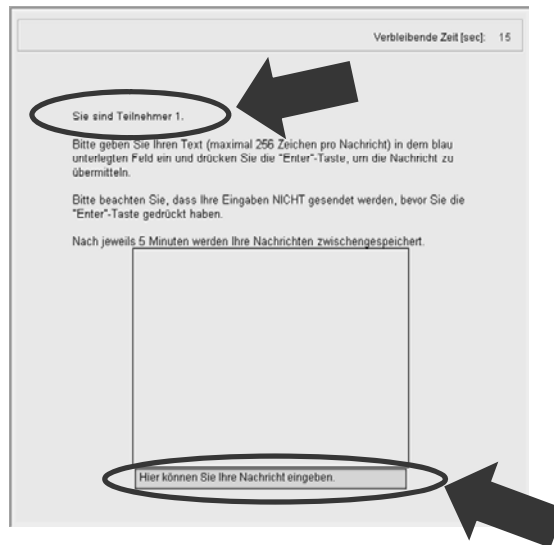 Verbleibende Zeit [sec]: 15
Sie sind Teilnehmer 1.
Bitte geben Sie Ihren Text (maximal 256 Zeichen pro Nachricht) in dem blau
unterlegten Feld ein und drücken Sie die "Enter"-Taste, um die Nachricht zu
übermitteln.
Bitte beachten Sie, dass Ihre Eingaben NICHT gesendet werden, bevor Sie die
"Enter"-Taste gedrückt haben.
Nach jeweils 5 Minuten werden Ihre Nachrichten zwischengespeichert.
Hier können Sie Ihre Nachricht eingeben.